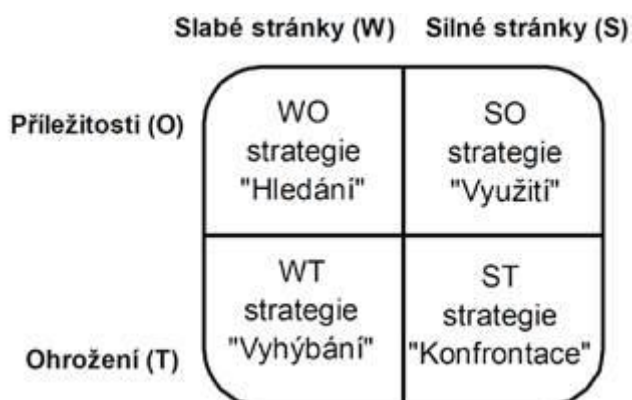 Slabé stránky (W) Silné stránky (S)
Příležitosti (O)
WO
strategie
"Hledání"
SO
strategie
"Využití"
Ohrožení (T)
WT
strategie
"Vyhýbání"
ST
strategie
"Konfrontace"